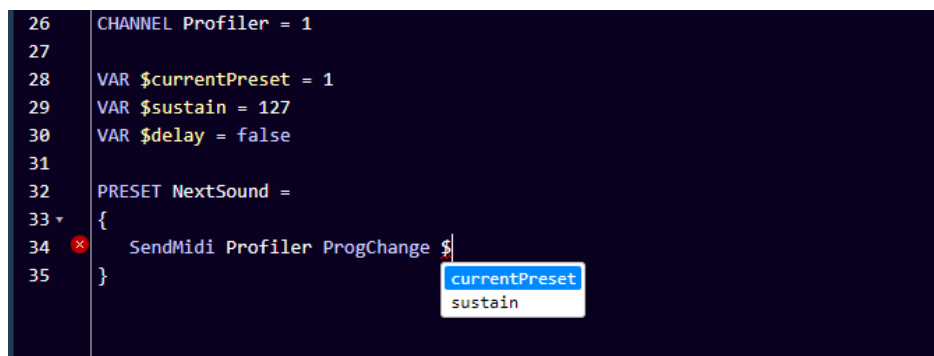 26 CHANNEL Profiler = 1
27
28 VAR $currentPreset = 1
29 VAR $sustain = 127
30 VAR $delay = false
31
32 PRESET NextSound =
33 {
34 SendMidi Profiler ProgChange $
currentPreset
35 }
sustain